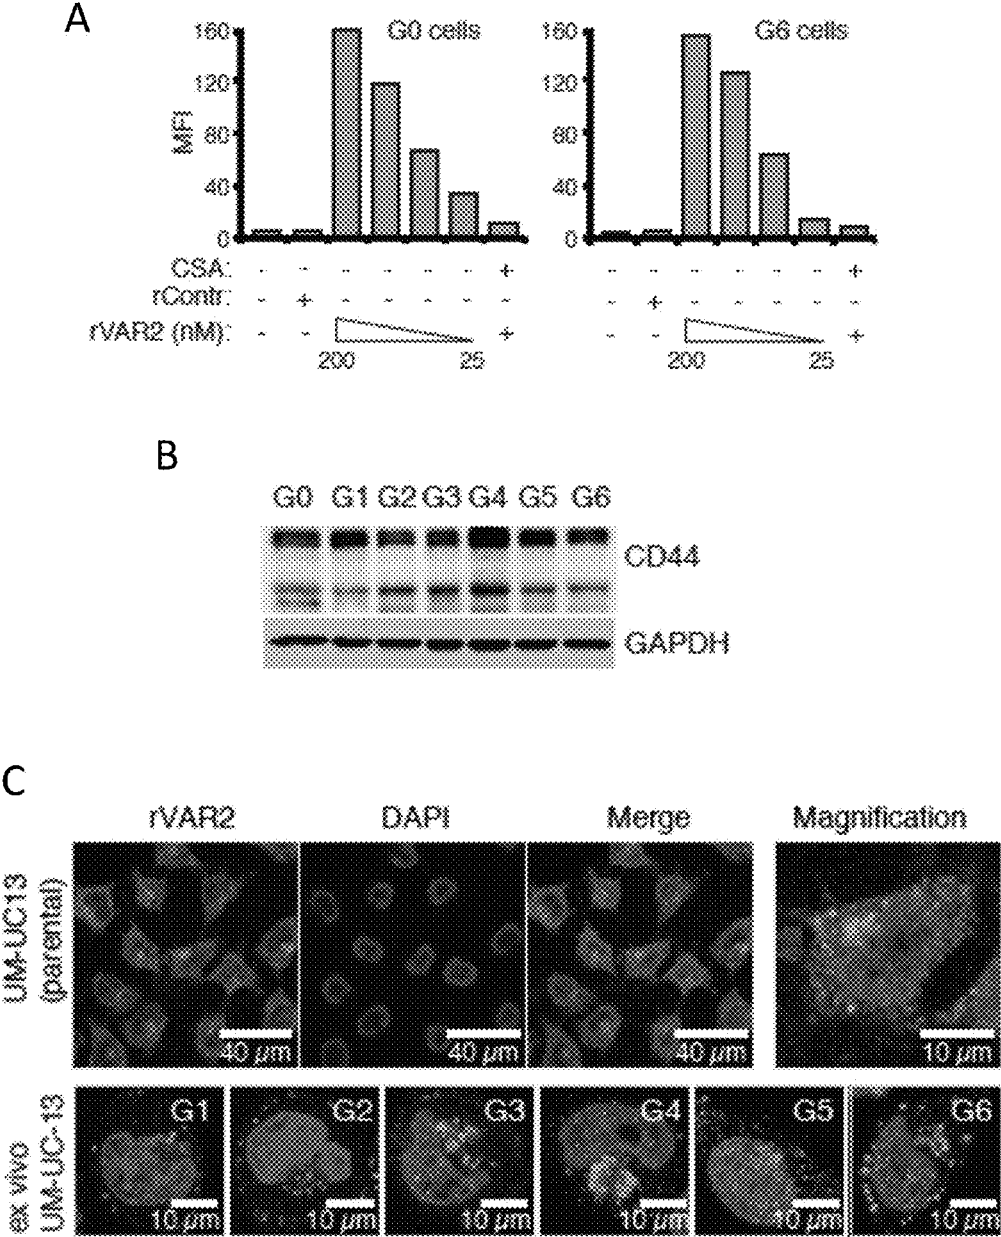 A
G0 cells
G6 cells
MFI
160
120
80
40
0
160
120
80
40
0
CSA: - - - - - - + - - - - - - +
rContr: - + - - - - - - + - - - - -
rVAR2 (nM): - - + - - +
200 25 200 25
B
G0 G1 G2 G3 G4 G5 G6
CD44
GAPDH
C
rVAR2 DAPI Merge Magnification
UM-UC13
(parental)
40 µm 40 µm 40 µm 10 µm
ex vivo
UM-UC-13
G1 G2 G3 G4 G5 G6
10 µm 10 µm 10 µm 10 µm 10 µm 10 µm